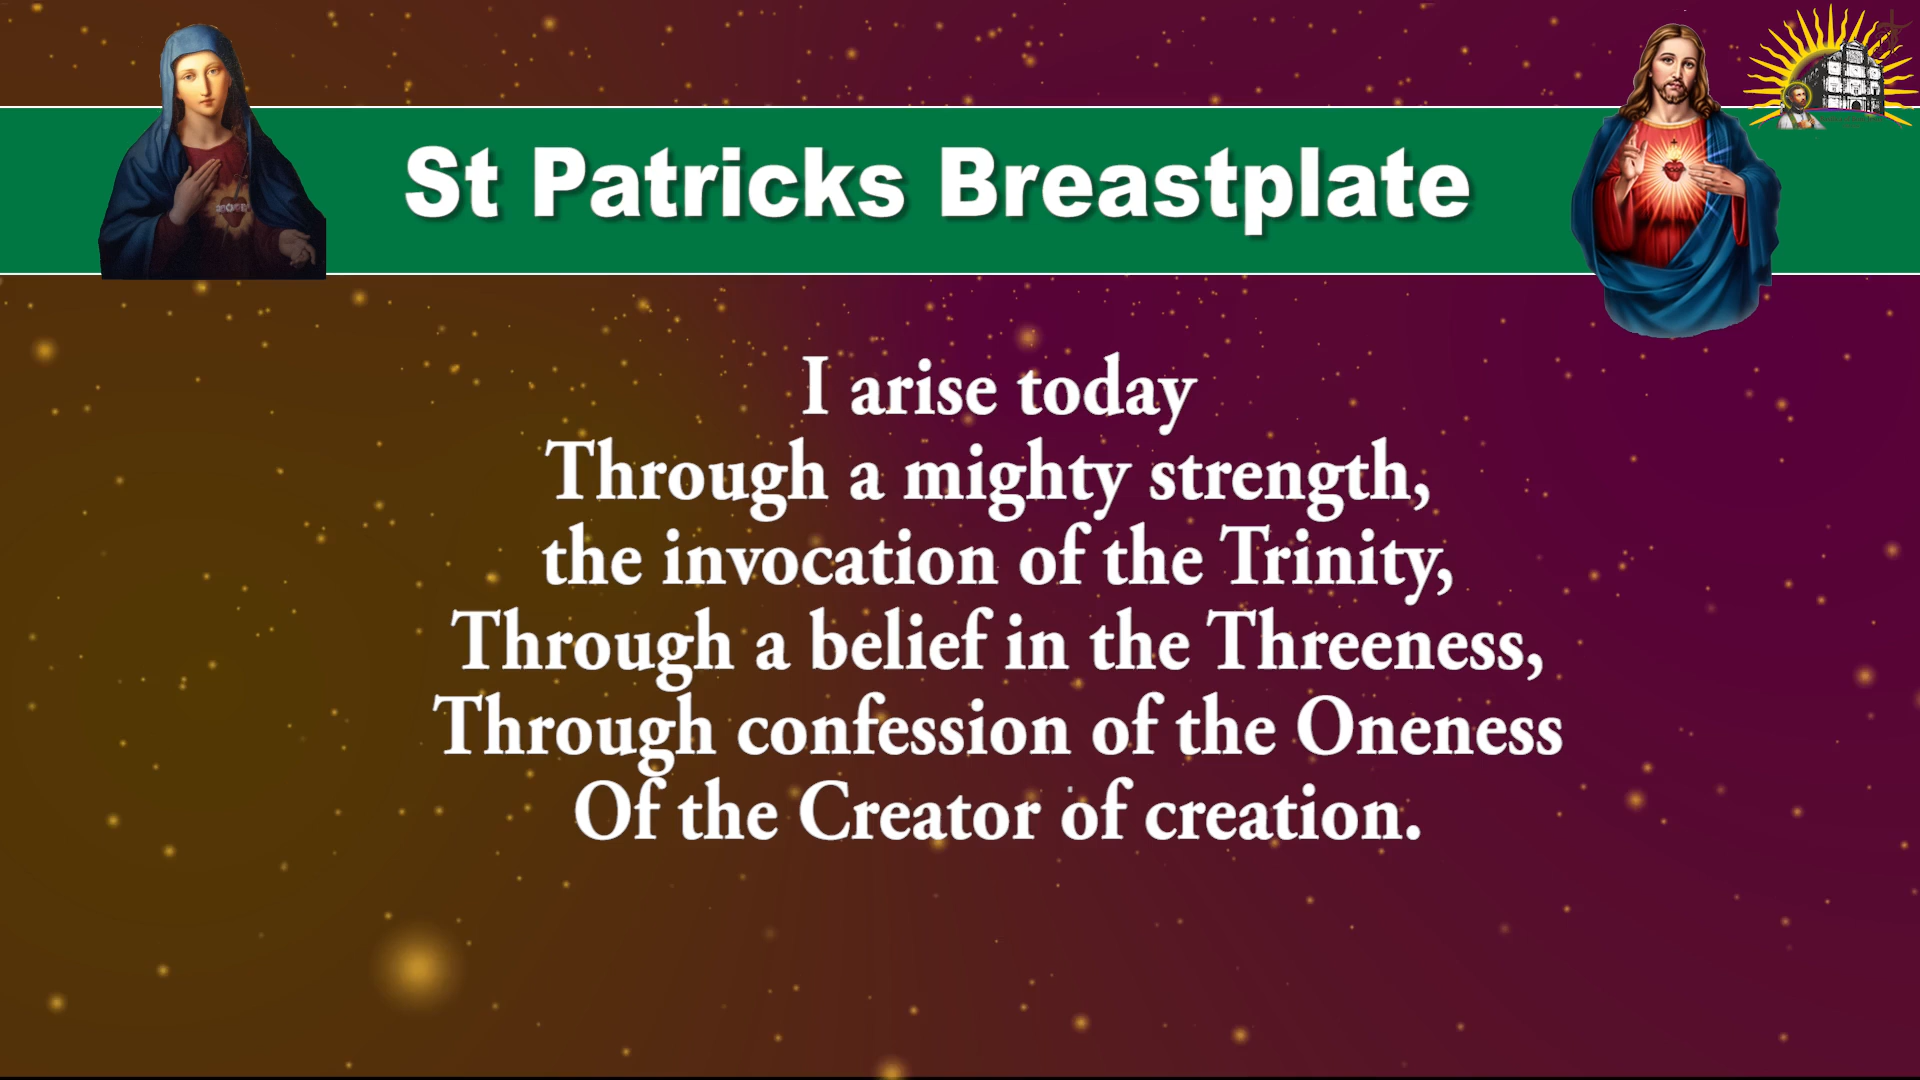 St Patricks Breastplate
I arise today
Through a mighty strength,
the invocation of the Trinity,
Through a belief in the Threeness,
Through confession of the Oneness
Of the Creator of creation.